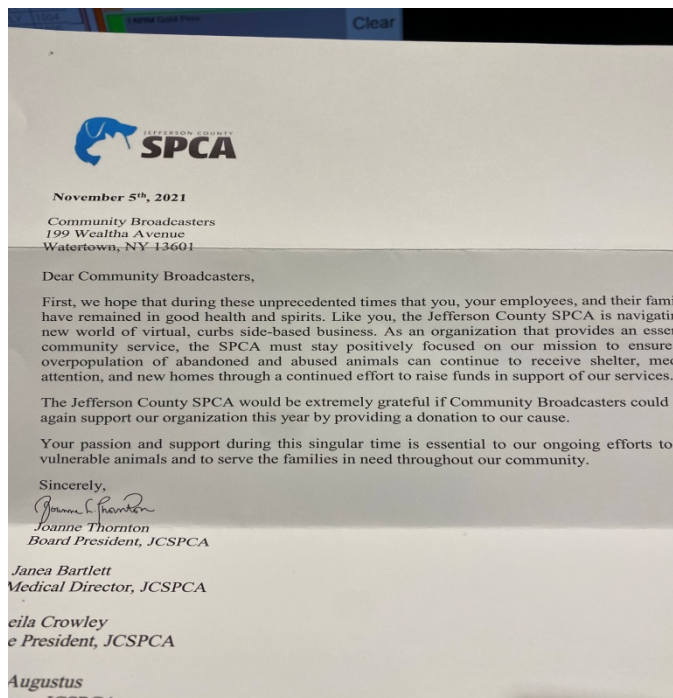 Clear
JEFFERSON COUNTY
SPCA
November 5th, 2021
Community Broadcasters
199 Wealtha Avenue
Watertown, NY 13601
Dear Community Broadcasters,
First, we hope that during these unprecedented times that you, your employees, and their fami
have remained in good health and spirits. Like you, the Jefferson County SPCA is navigatin
new world of virtual, curbs side-based business. As an organization that provides an essen
community service, the SPCA must stay positively focused on our mission to ensure
overpopulation of abandoned and abused animals can continue to receive shelter, med
attention, and new homes through a continued effort to raise funds in support of our services.
The Jefferson County SPCA would be extremely grateful if Community Broadcasters could
again support our organization this year by providing a donation to our cause.
Your passion and support during this singular time is essential to our ongoing efforts to
vulnerable animals and to serve the families in need throughout our community.
Sincerely,
Joanne L. Thornton
Joanne Thornton
Board President, JCSPCA
Janea Bartlett
Medical Director, JCSPCA
eila Crowley
e President, JCSPCA
Augustus